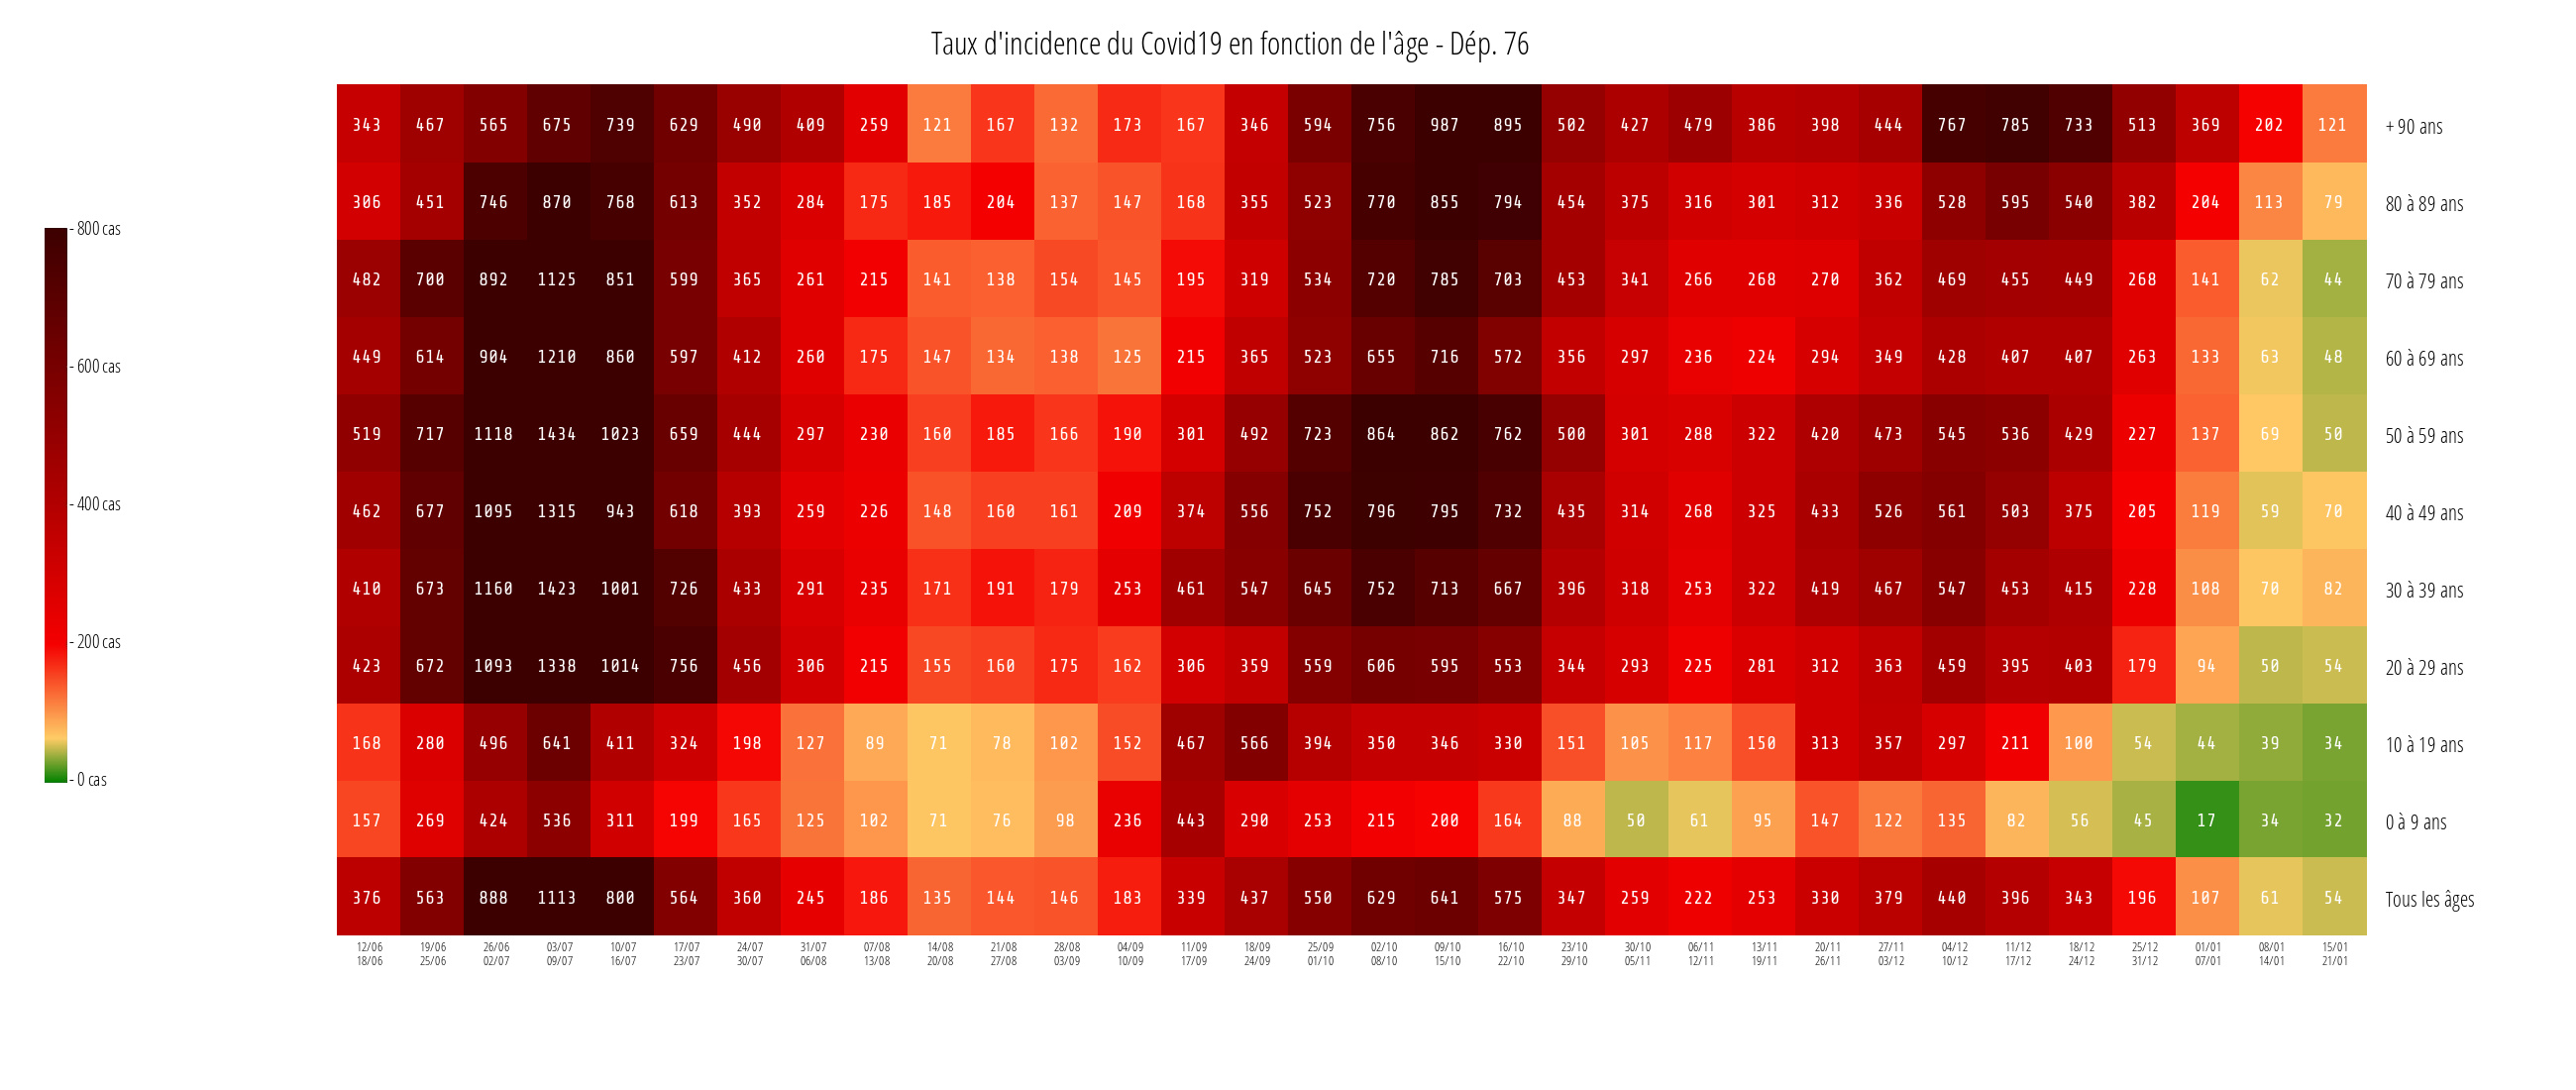 Taux d'incidence du Covid19 en fonction de l'âge - Dép. 76
343 467 565 675 739 629 490 409 259 121 167 132 173 167 346 594 756 987 895 502 427 479 386 398 444 767 785 733 513 369 202 121 + 90 ans
306 451 746 870 768 613 352 284 175 185 204 137 147 168 355 523 770 855 794 454 375 316 301 312 336 528 595 540 382 204 113 79 80 à 89 ans
482 700 892 1125 851 599 365 261 215 141 138 154 145 195 319 534 720 785 703 453 341 266 268 270 362 469 455 449 268 141 62 44 70 à 79 ans
449 614 904 1210 860 597 412 260 175 147 134 138 125 215 365 523 655 716 572 356 297 236 224 294 349 428 407 407 263 133 63 48 60 à 69 ans
519 717 1118 1434 1023 659 444 297 230 160 185 166 190 301 492 723 864 862 762 500 301 288 322 420 473 545 536 429 227 137 69 50 50 à 59 ans
462 677 1095 1315 943 618 393 259 226 148 160 161 209 374 556 752 796 795 732 435 314 268 325 433 526 561 503 375 205 119 59 70 40 à 49 ans
410 673 1160 1423 1001 726 433 291 235 171 191 179 253 461 547 645 752 713 667 396 318 253 322 419 467 547 453 415 228 108 70 82 30 à 39 ans
423 672 1093 1338 1014 756 456 306 215 155 160 175 162 306 359 559 606 595 553 344 293 225 281 312 363 459 395 403 179 94 50 54 20 à 29 ans
168 280 496 641 411 324 198 127 89 71 78 102 152 467 566 394 350 346 330 151 105 117 150 313 357 297 211 100 54 44 39 34 10 à 19 ans
157 269 424 536 311 199 165 125 102 71 76 98 236 443 290 253 215 200 164 88 50 61 95 147 122 135 82 56 45 17 34 32 0 à 9 ans
376 563 888 1113 800 564 360 245 186 135 144 146 183 339 437 550 629 641 575 347 259 222 253 330 379 440 396 343 196 107 61 54 Tous les âges
12/06 19/06 26/06 03/07 10/07 17/07 24/07 31/07 07/08 14/08 21/08 28/08 04/09 11/09 18/09 25/09 02/10 09/10 16/10 23/10 30/10 06/11 13/11 20/11 27/11 04/12 11/12 18/12 25/12 01/01 08/01 15/01
18/06 25/06 02/07 09/07 16/07 23/07 30/07 06/08 13/08 20/08 27/08 03/09 10/09 17/09 24/09 01/10 08/10 15/10 22/10 29/10 05/11 12/11 19/11 26/11 03/12 10/12 17/12 24/12 31/12 07/01 14/01 21/01
- 800 cas
- 600 cas
- 400 cas
- 200 cas
- 0 cas